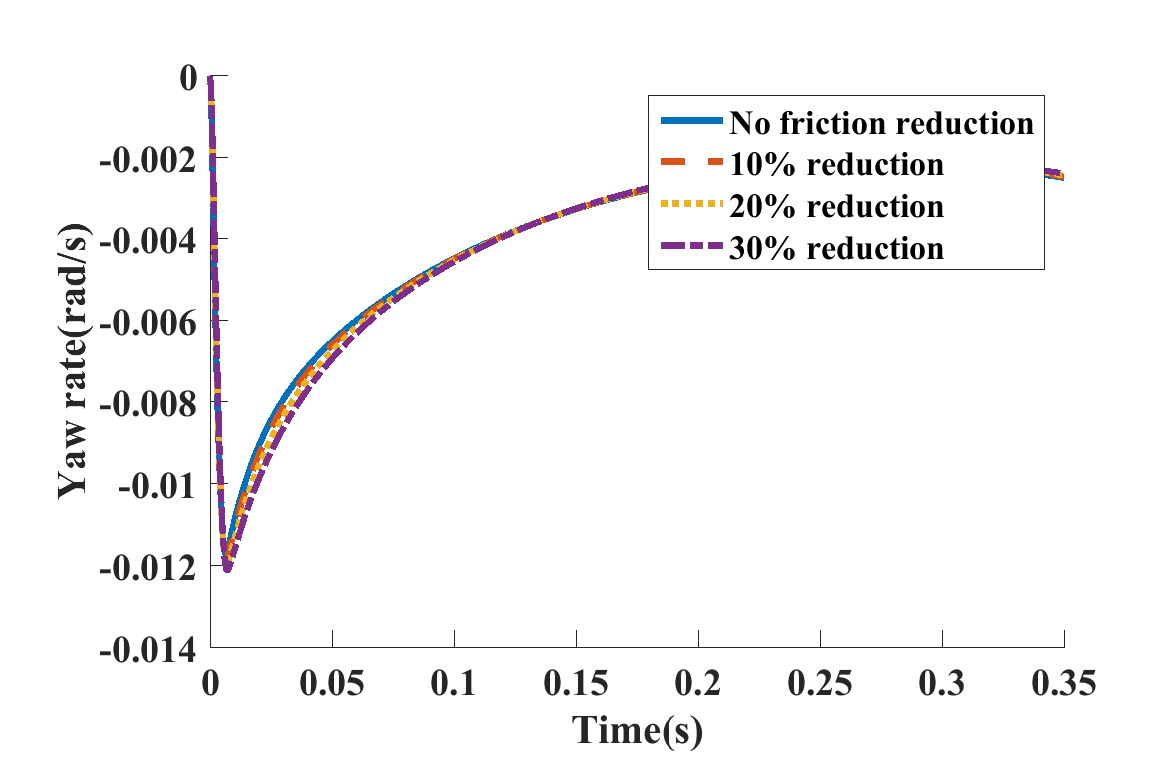 0
-0.002
-0.004
-0.006
-0.008
-0.01
-0.012
-0.014
Yaw rate(rad/s)
No friction reduction
10% reduction
20% reduction
30% reduction
0 0.05 0.1 0.15 0.2 0.25 0.3 0.35
Time(s)